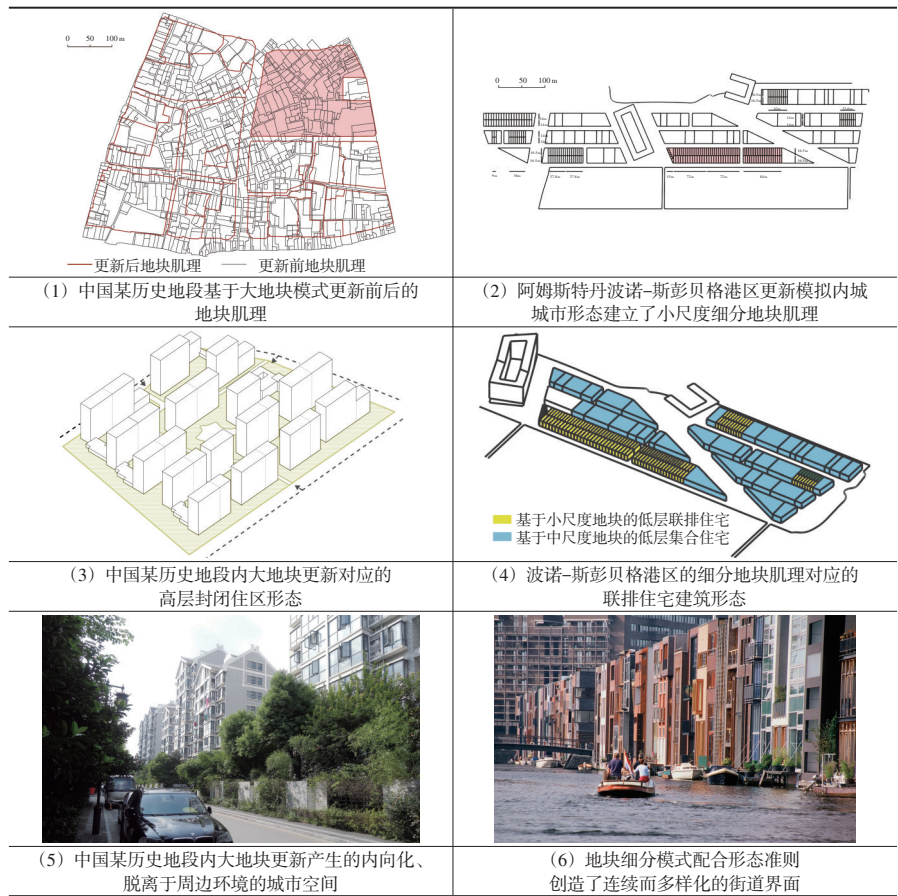 0 50 100 m
0 50 100 m
更新后地块肌理 更新前地块肌理
（1）中国某历史地段基于大地块模式更新前后的
地块肌理
（2）阿姆斯特丹波诺–斯彭贝格港区更新模拟内城
城市形态建立了小尺度细分地块肌理
基于小尺度地块的低层联排住宅
基于中尺度地块的低层集合住宅
（3）中国某历史地段内大地块更新对应的
高层封闭住区形态
（4）波诺–斯彭贝格港区的细分地块肌理对应的
联排住宅建筑形态
（5）中国某历史地段内大地块更新产生的内向化、
脱离于周边环境的城市空间
（6）地块细分模式配合形态准则
创造了连续而多样化的街道界面